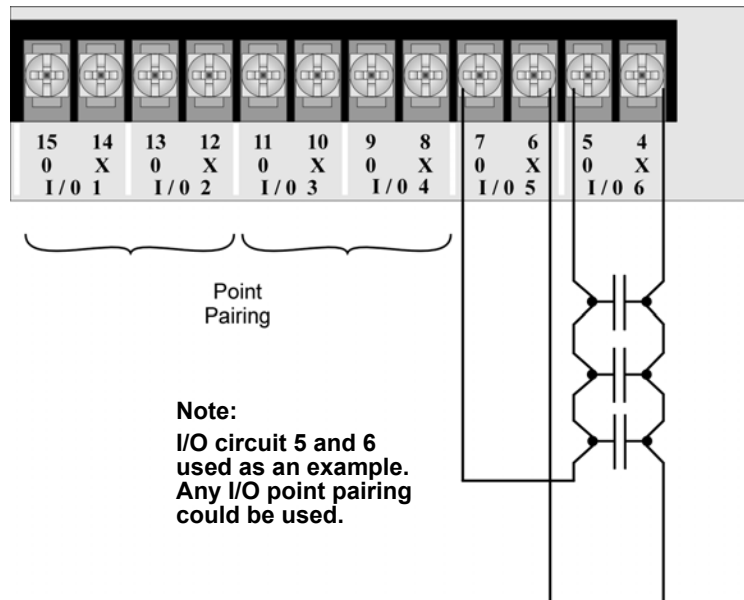 15 14 13 12 11 10 9 8 7 6 5 4
0 X 0 X 0 X 0 X 0 X 0 X
I/0 1 I/0 2 I/0 3 I/0 4 I/0 5 I/0 6
Point
Pairing
Note:
I/O circuit 5 and 6
used as an example.
Any I/O point pairing
could be used.